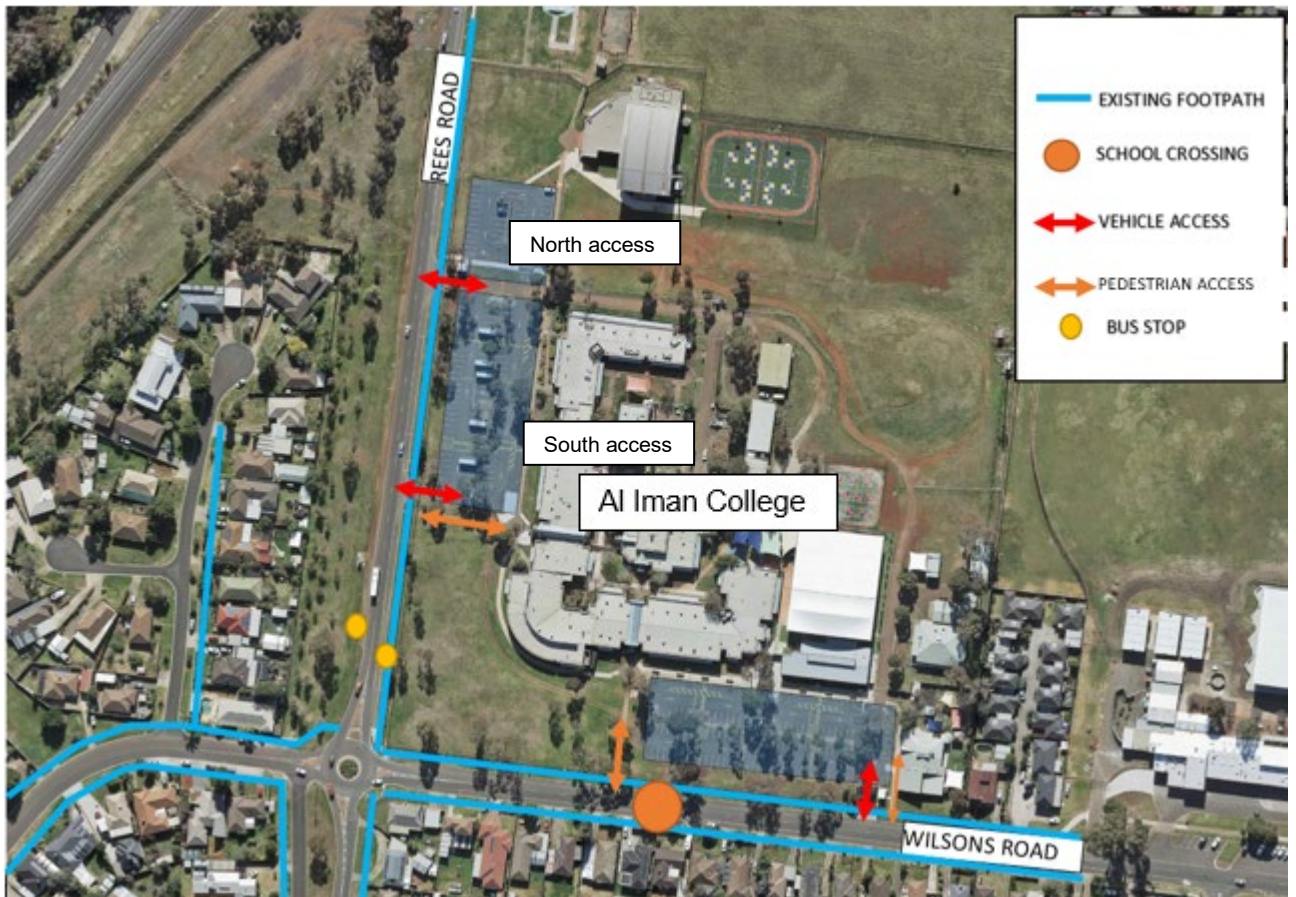 REES ROAD
EXISTING FOOTPATH
SCHOOL CROSSING
VEHICLE ACCESS
PEDESTRIAN ACCESS
BUS STOP
North access
South access
Al Iman College
WILSONS ROAD